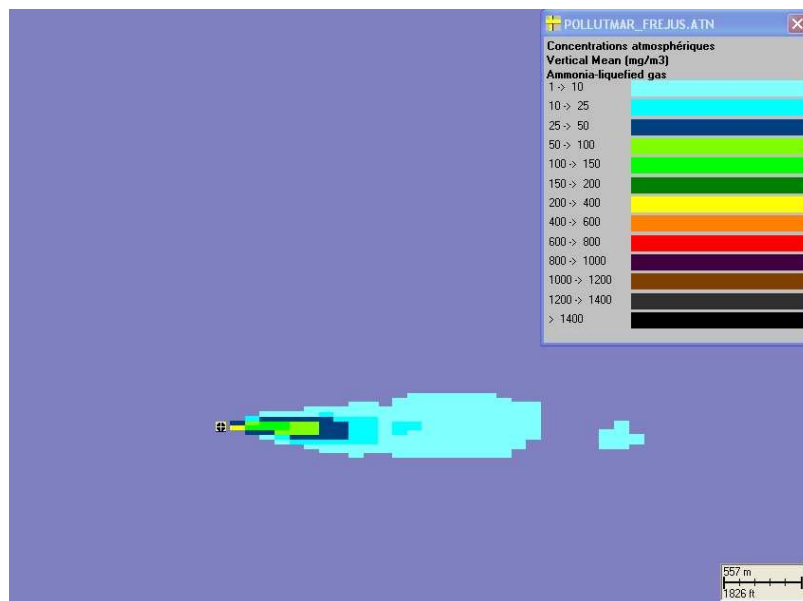 POLLUTMAR_FREJUS.ATN
Concentrations atmosphériques
Vertical Mean (mg/m3)
Ammonia-liquefied gas
1 -> 10
10 -> 25
25 -> 50
50 -> 100
100 -> 150
150 -> 200
200 -> 400
400 -> 600
600 -> 800
800 -> 1000
1000 -> 1200
1200 -> 1400
> 1400
557 m
1826 ft